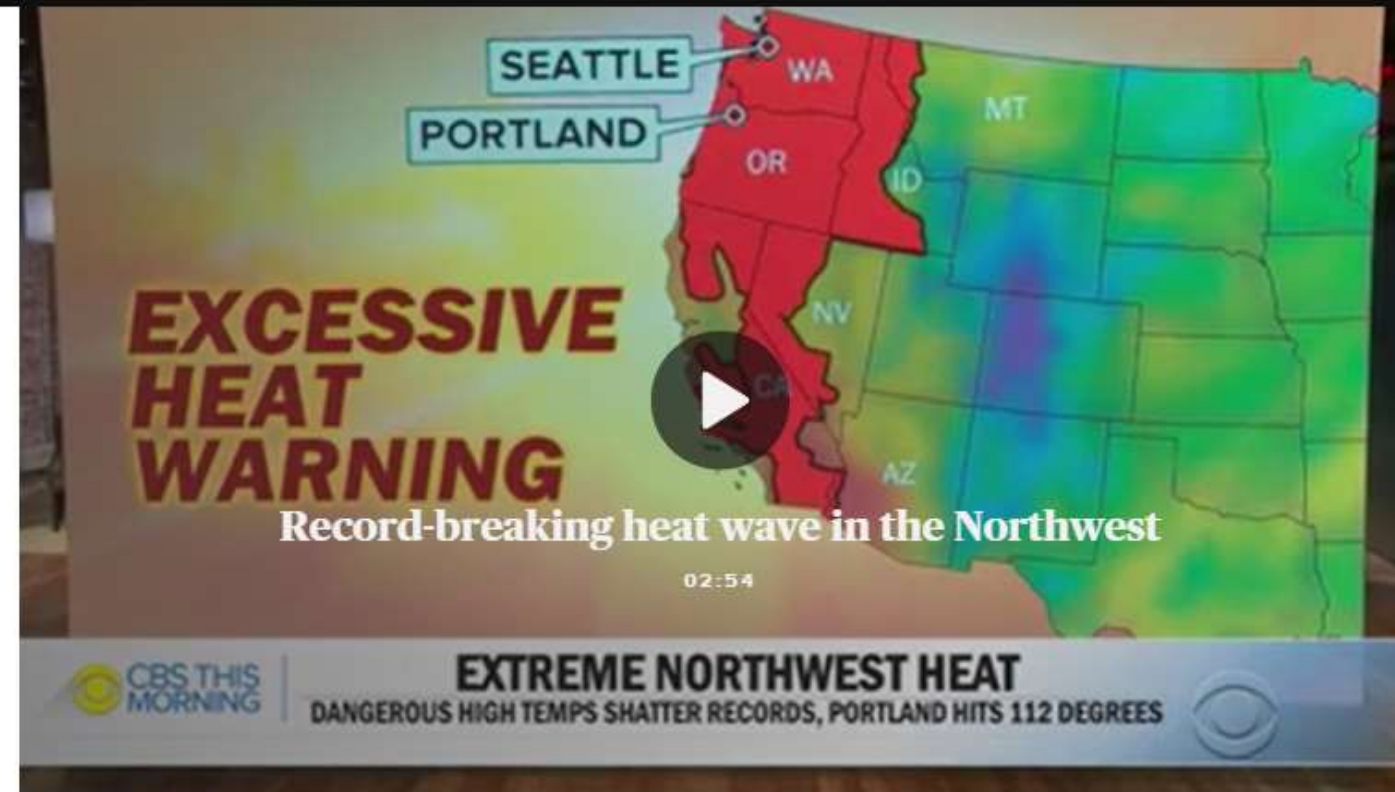 SEATTLE
WA
MT
PORTLAND
OR
ID
EXCESSIVE
HEAT
WARNING
NV
CA
AZ
Record-breaking heat wave in the Northwest
02:54
CBS THIS
MORNING
EXTREME NORTHWEST HEAT
DANGEROUS HIGH TEMPS SHATTER RECORDS, PORTLAND HITS 112 DEGREES